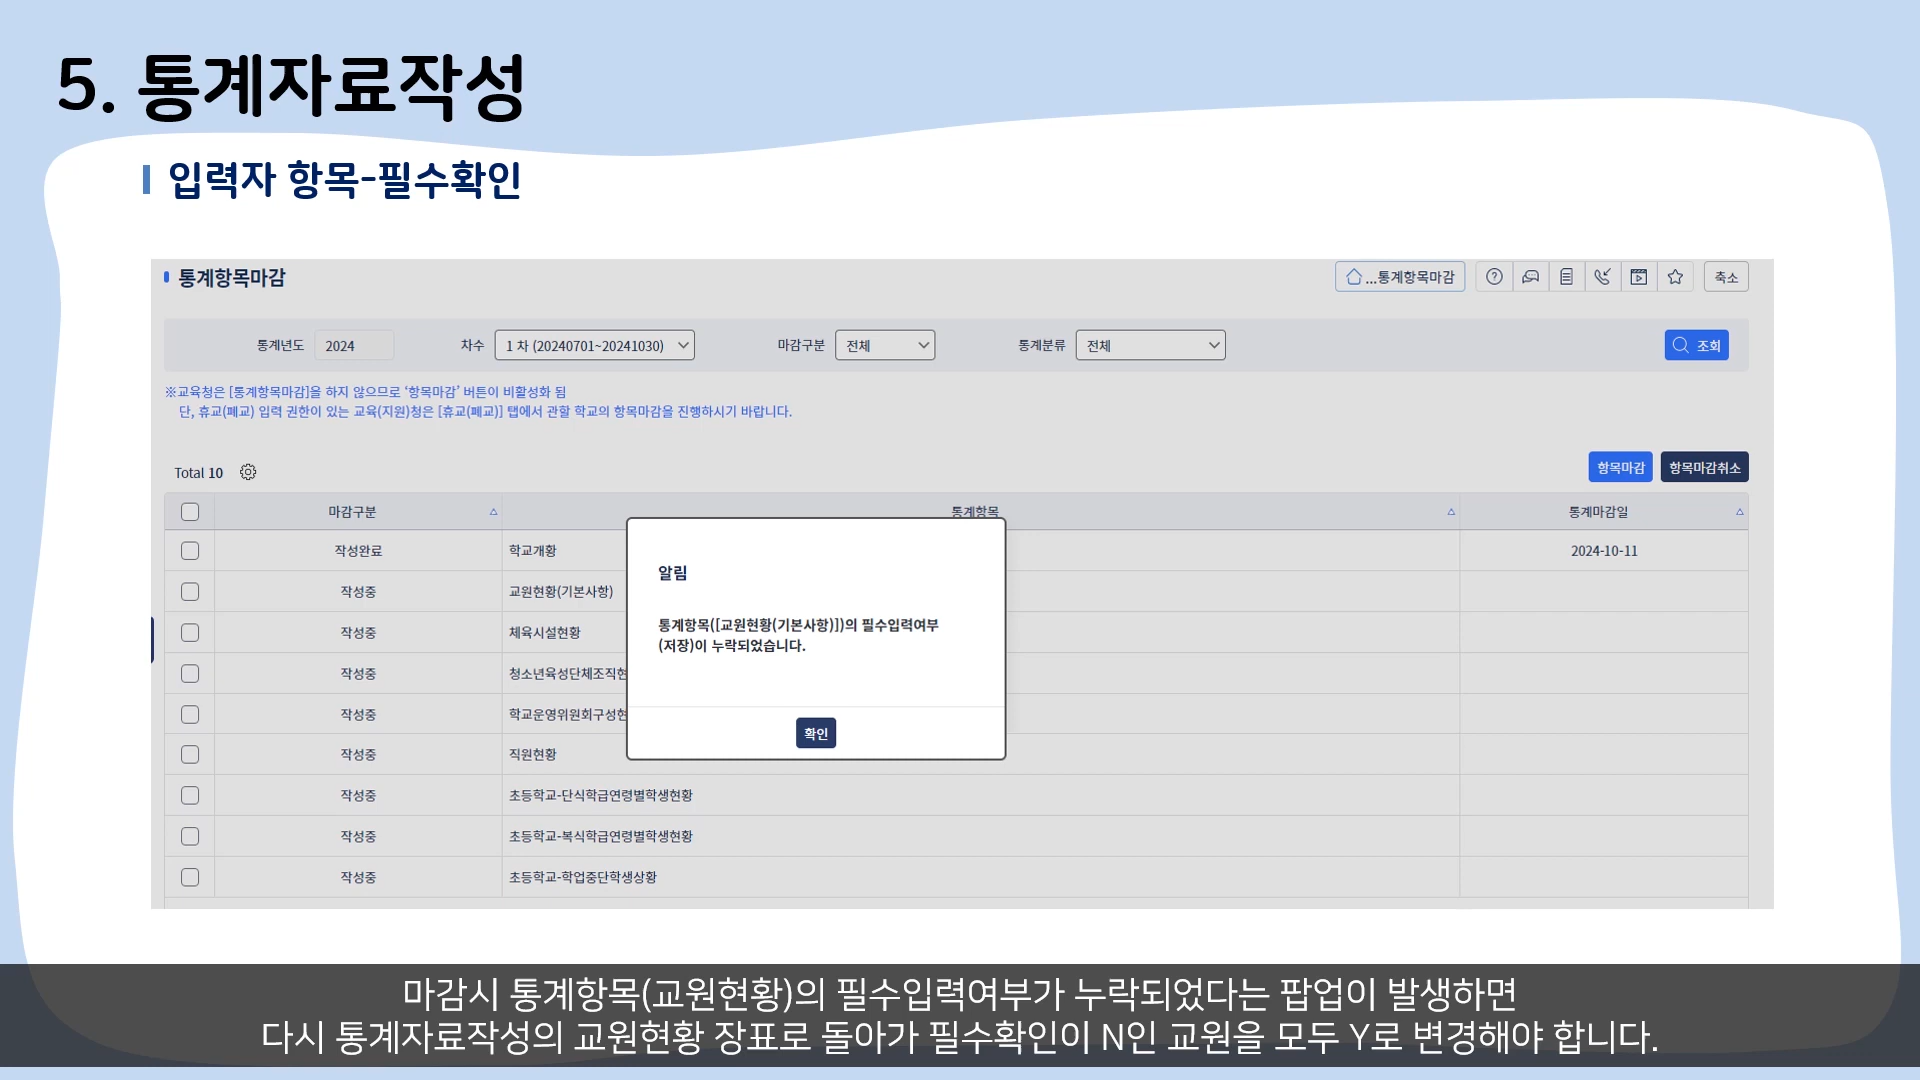 5. 통계자료작성
입력자 항목-필수확인
통계항목마감
...통계항목마감
축소
통계년도 2024 차수 1 차 (20240701~20241030) 마감구분 전체 통계분류 전체 조회
※교육청은 [통계항목마감]을 하지 않으므로 '항목마감' 버튼이 비활성화 됨
단, 휴교(폐교) 입력 권한이 있는 교육(지원)청은 [휴교(폐교)] 탭에서 관할 학교의 항목마감을 진행하시기 바랍니다.
Total 10 항목마감 항목마감취소
마감구분 통계항목 통계마감일
작성완료 학교개황 2024-10-11
작성중 교원현황(기본사항)
작성중 체육시설현황
작성중 청소년육성단체조직현
작성중 학교운영위원회구성현
작성중 직원현황
작성중 초등학교-단식학급연령별학생현황
작성중 초등학교-복식학급연령별학생현황
작성중 초등학교-학업중단학생상황
알림
통계항목([교원현황(기본사항)])의 필수입력여부
(저장)이 누락되었습니다.
확인
마감시 통계항목(교원현황)의 필수입력여부가 누락되었다는 팝업이 발생하면
다시 통계자료작성의 교원현황 장표로 돌아가 필수확인이 N인 교원을 모두 Y로 변경해야 합니다.